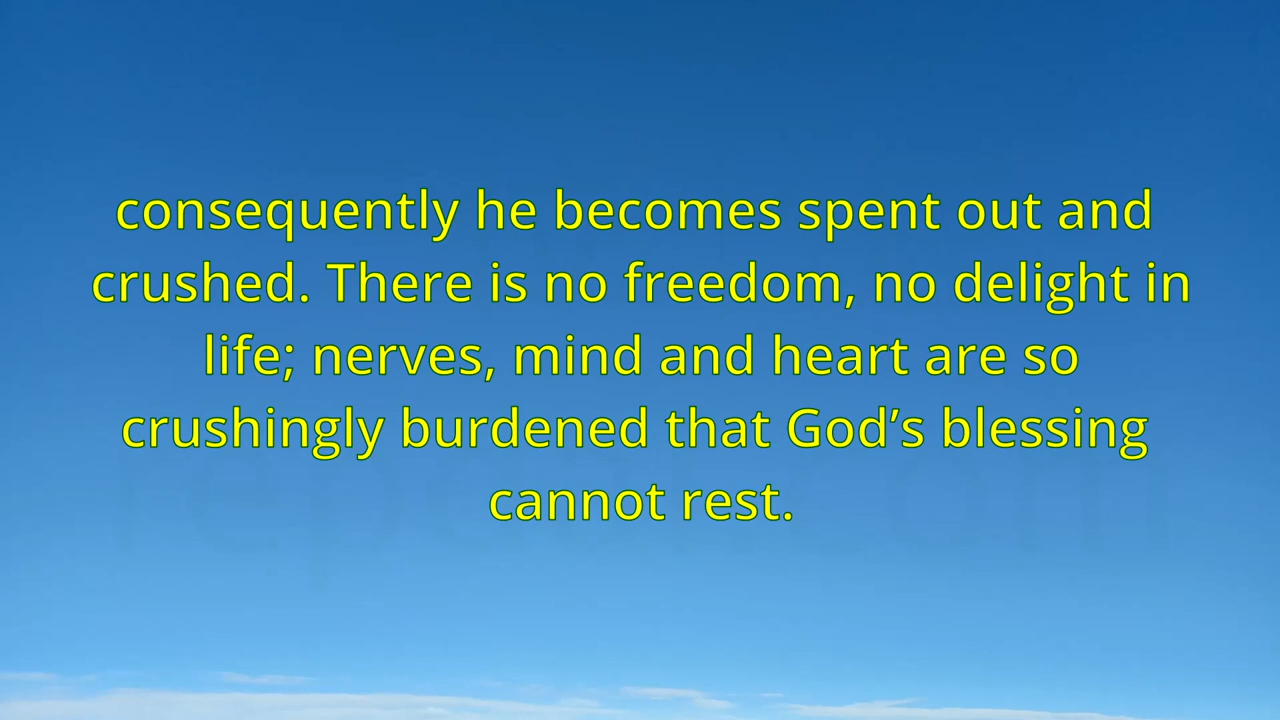 consequently he becomes spent out and
crushed. There is no freedom, no delight in
life; nerves, mind and heart are so
crushingly burdened that God’s blessing
cannot rest.